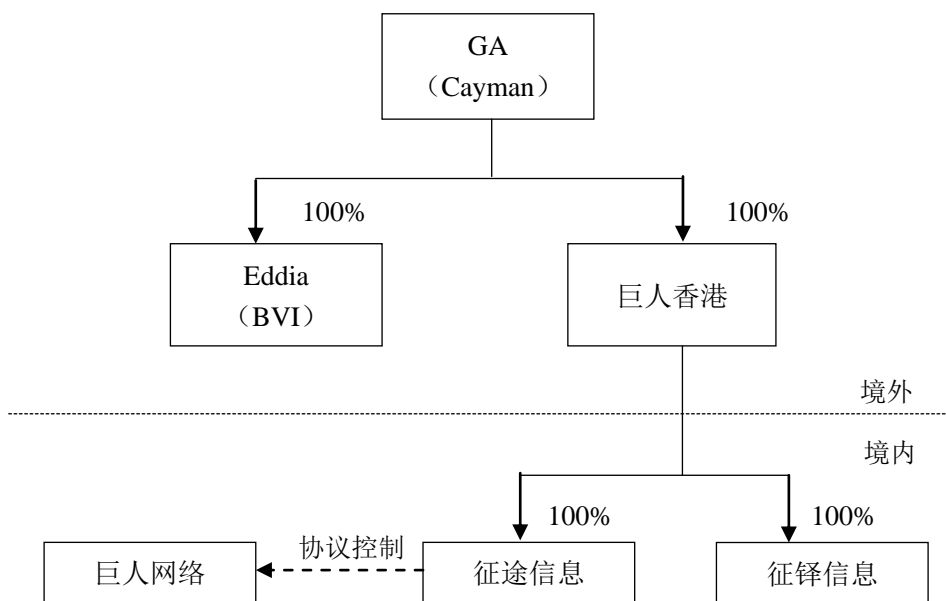 GA
（Cayman）
100%
100%
Eddia
（BVI）
巨人香港
境外
境内
100%
100%
协议控制
巨人网络
征途信息
征铎信息